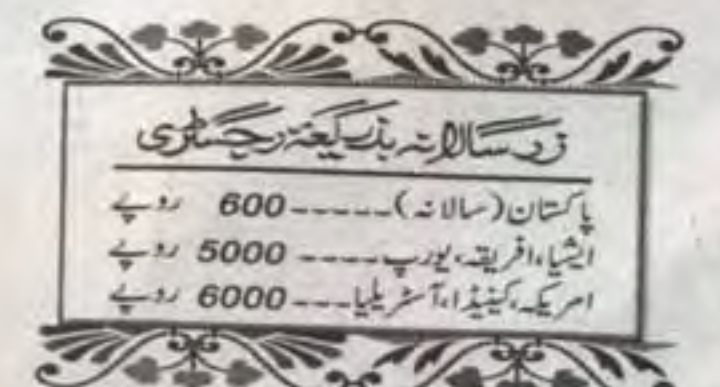 زرِ سالانہ بذریعہ رجسٹری
پاکستان (سالانہ) ------ 600 روپے
ایشیا، افریقہ، یورپ ----- 5000 روپے
امریکہ، کینیڈا، آسٹریلیا --- 6000 روپے